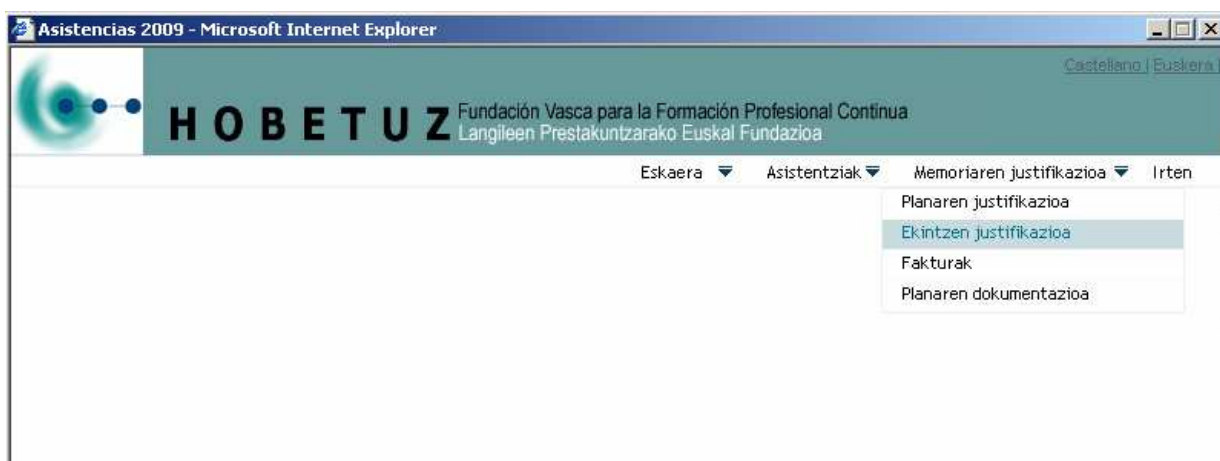 Asistencias 2009 - Microsoft Internet Explorer
Castellano | Euskera |
HOBETUZ Fundación Vasca para la Formación Profesional Continua
Langileen Prestakuntzarako Euskal Fundazioa
Eskaera Asistentziak Memoriaren justifikazioa Irten
Planaren justifikazioa
Ekintzen justifikazioa
Fakturak
Planaren dokumentazioa